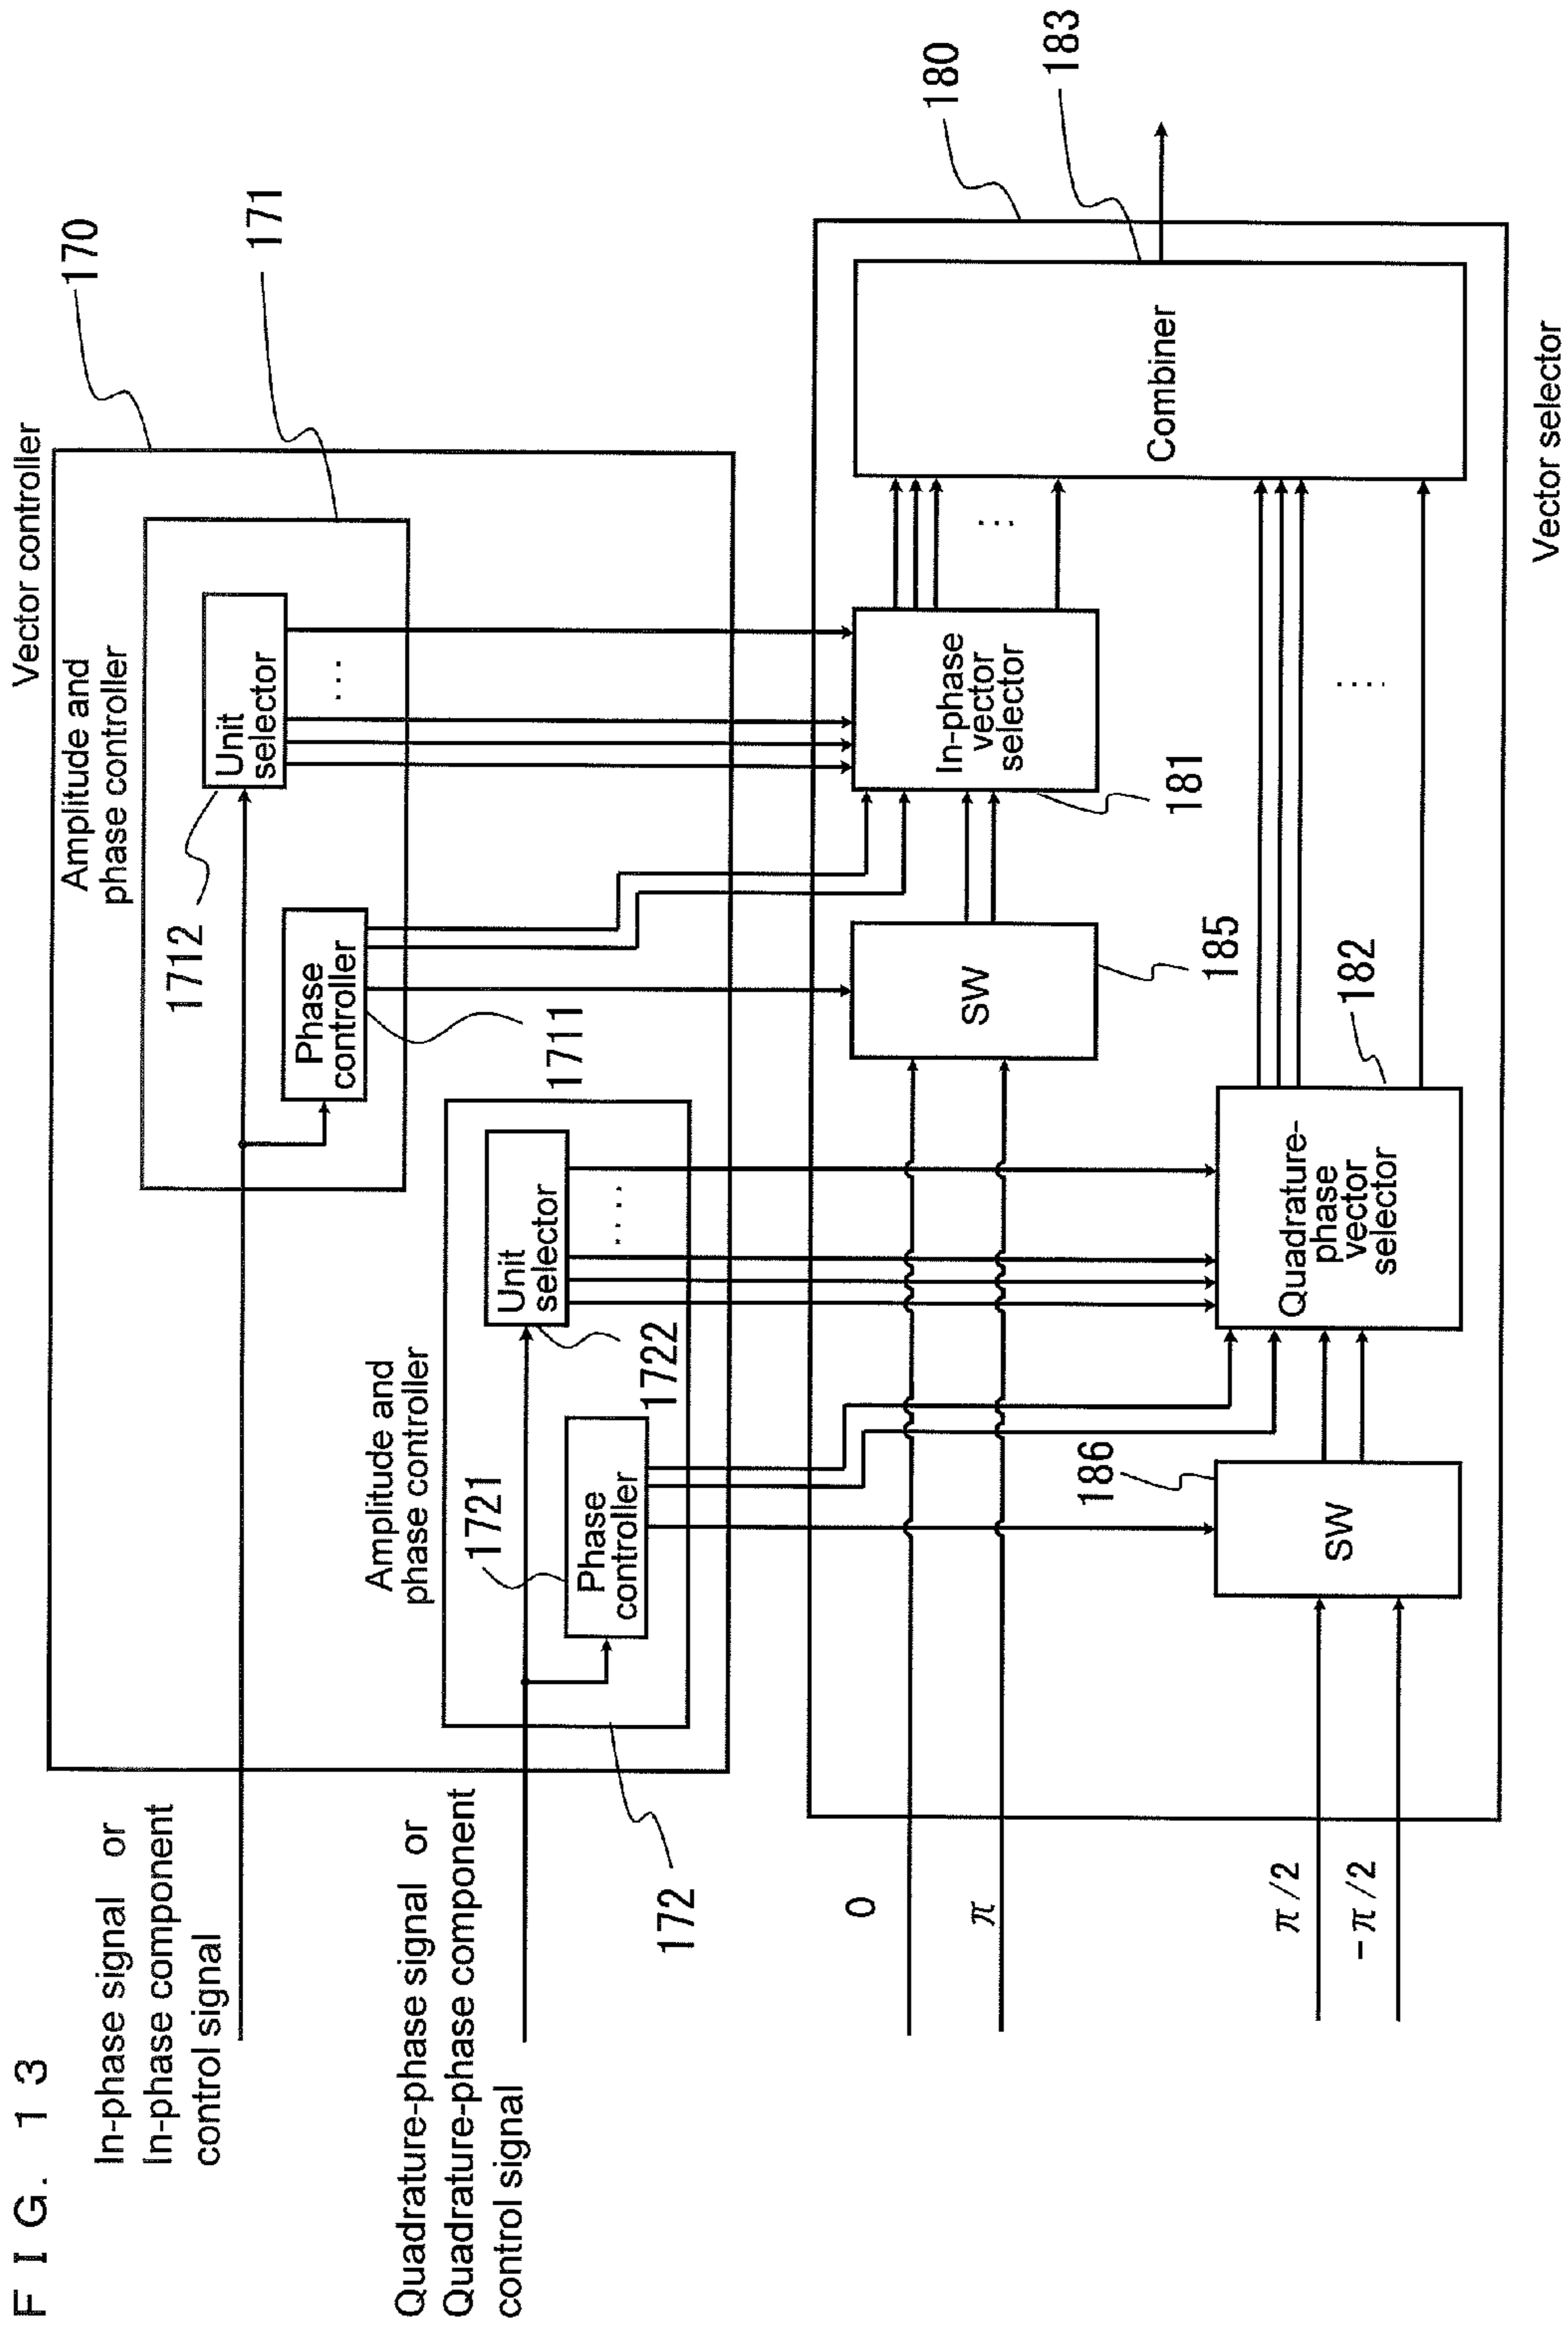 FIG. 13
In-phase signal or
In-phase component
control signal
Quadrature-phase signal or
Quadrature-phase component
control signal
Vector controller
170
Amplitude and
phase controller
171
Unit
selector
1712
...
Phase
controller
1711
Amplitude and
phase controller
172
Unit
selector
1722
....
Phase
controller
1721
0
π
π/2
-π/2
SW
185
SW
186
In-phase
vector
selector
181
Quadrature-
phase
vector
selector
182
...
....
Combiner
183
180
Vector selector